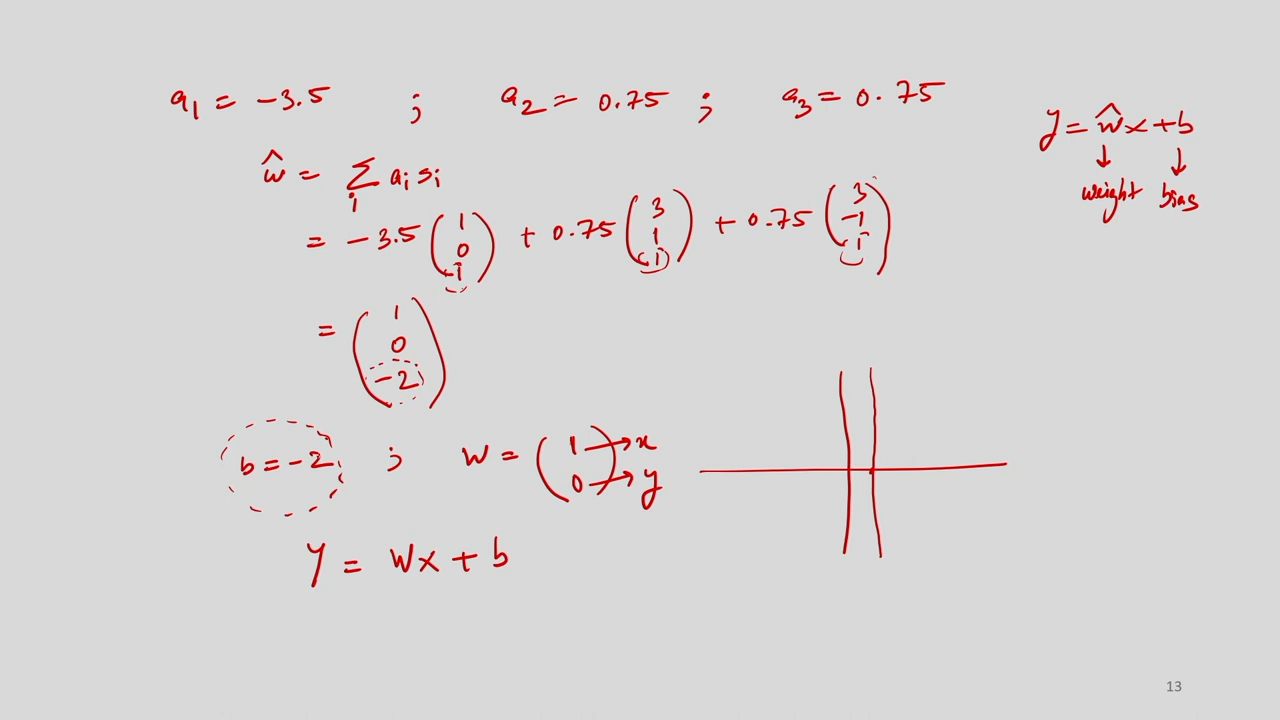 a₁ = -3.5 ; a₂ = 0.75 ; a₃ = 0.75
y = ŵx + b
weight bias
ŵ = Σᵢ aᵢ sᵢ
= -3.5 (1 0 1) + 0.75 (3 1 1) + 0.75 (3 -1 1)
= (1 0 -2)
b = -2 ; W = (1 → x 0 → y)
Y = Wx + b
13